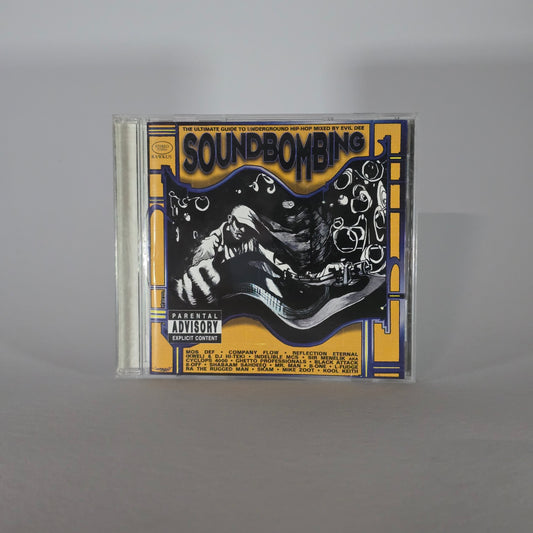 THE ULTIMATE GUIDE TO UNDERGROUND HIP-HOP MIXED BY EVIL DEE
SOUNDBOMBING
RAWKUS
PARENTAL
ADVISORY
EXPLICIT CONTENT
MOS DEF • COMPANY FLOW • REFLECTION ETERNAL
(KWELI & DJ HI-TEK) • INDELIBLE MCS • SIR MENELIK AKA
CYCLOPS 4000 • GHETTO PROFESSIONALS • BLACK ATTACK
R.OFF • SHABAAM SAHDEEQ • MR. MAN • B-ONE • L-FUDGE
RA THE RUGGED MAN • SKAM • MIKE ZOOT • KOOL KEITH